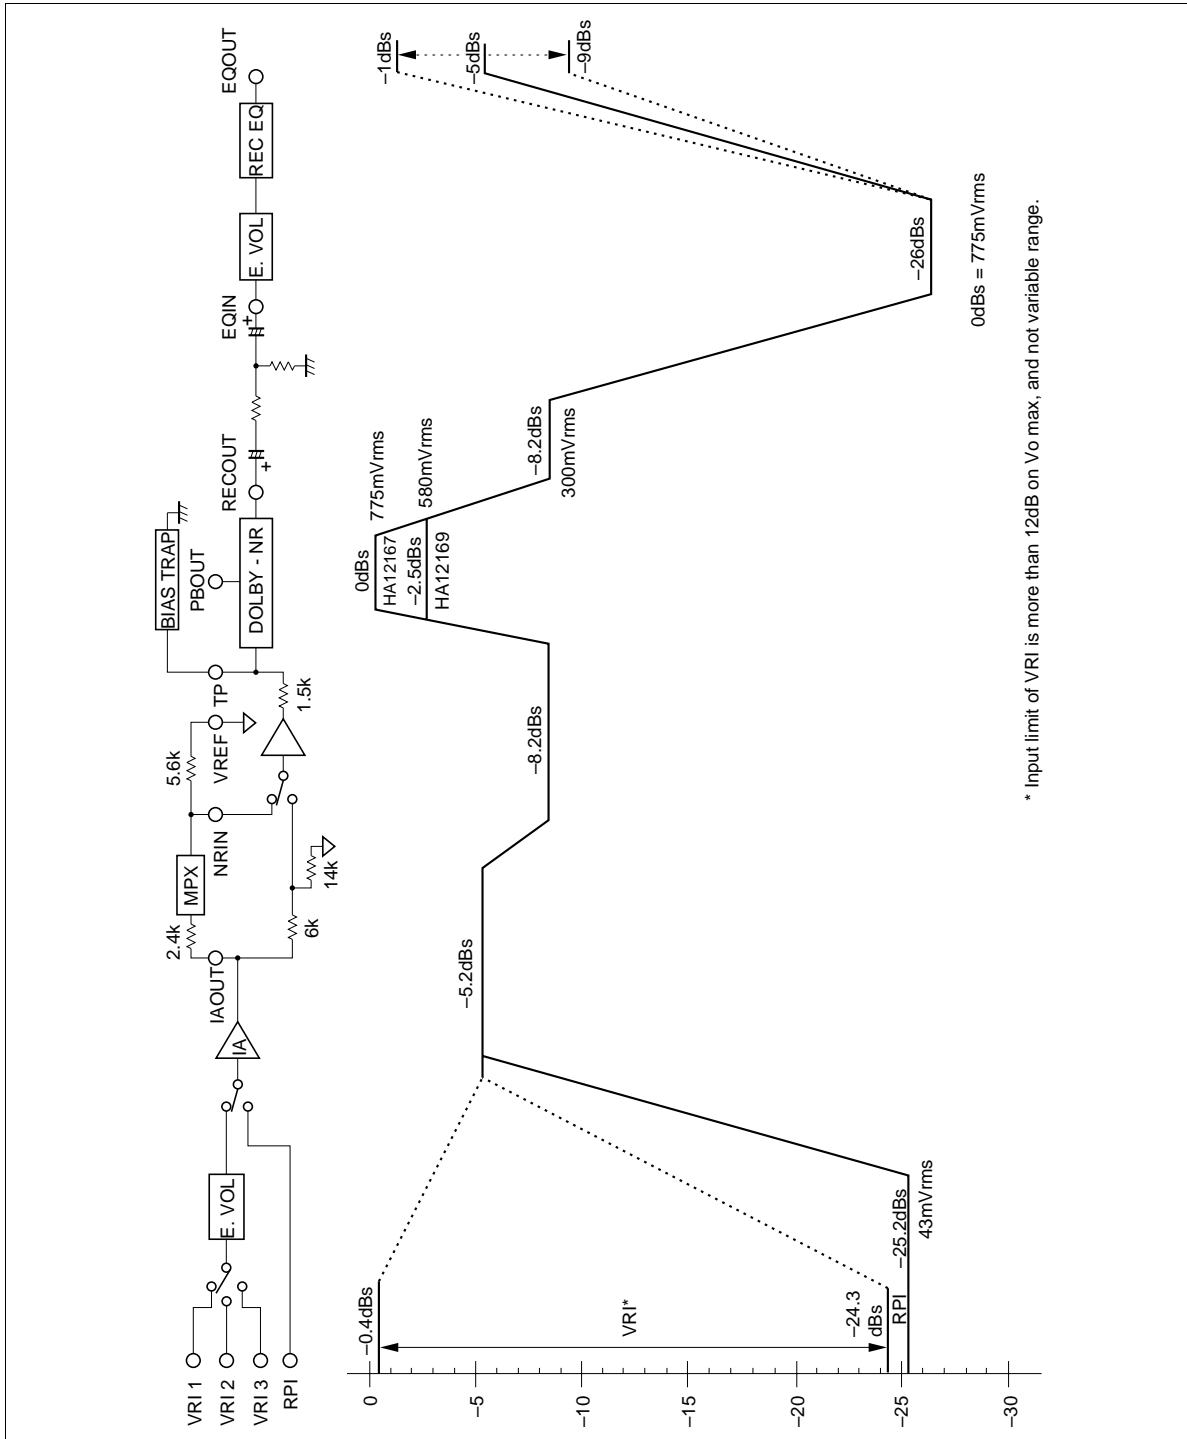 VRI 1
VRI 2
VRI 3
RPI
E. VOL
IA
IAOUT
2.4k
MPX
6k
14k
NRIN
5.6k
VREF
TP
1.5k
BIAS TRAP
PBOUT
DOLBY - NR
RECOUT
+
EQIN
+
E. VOL
REC EQ
EQOUT
0
–5
–10
–15
–20
–25
–30
–0.4dBs
VRI*
–24.3
dBs
RPI
–25.2dBs
43mVrms
–5.2dBs
–8.2dBs
0dBs
775mVrms
HA12167
–2.5dBs
580mVrms
HA12169
–8.2dBs
300mVrms
–26dBs
–1dBs
–5dBs
–9dBs
0dBs = 775mVrms
* Input limit of VRI is more than 12dB on Vo max, and not variable range.